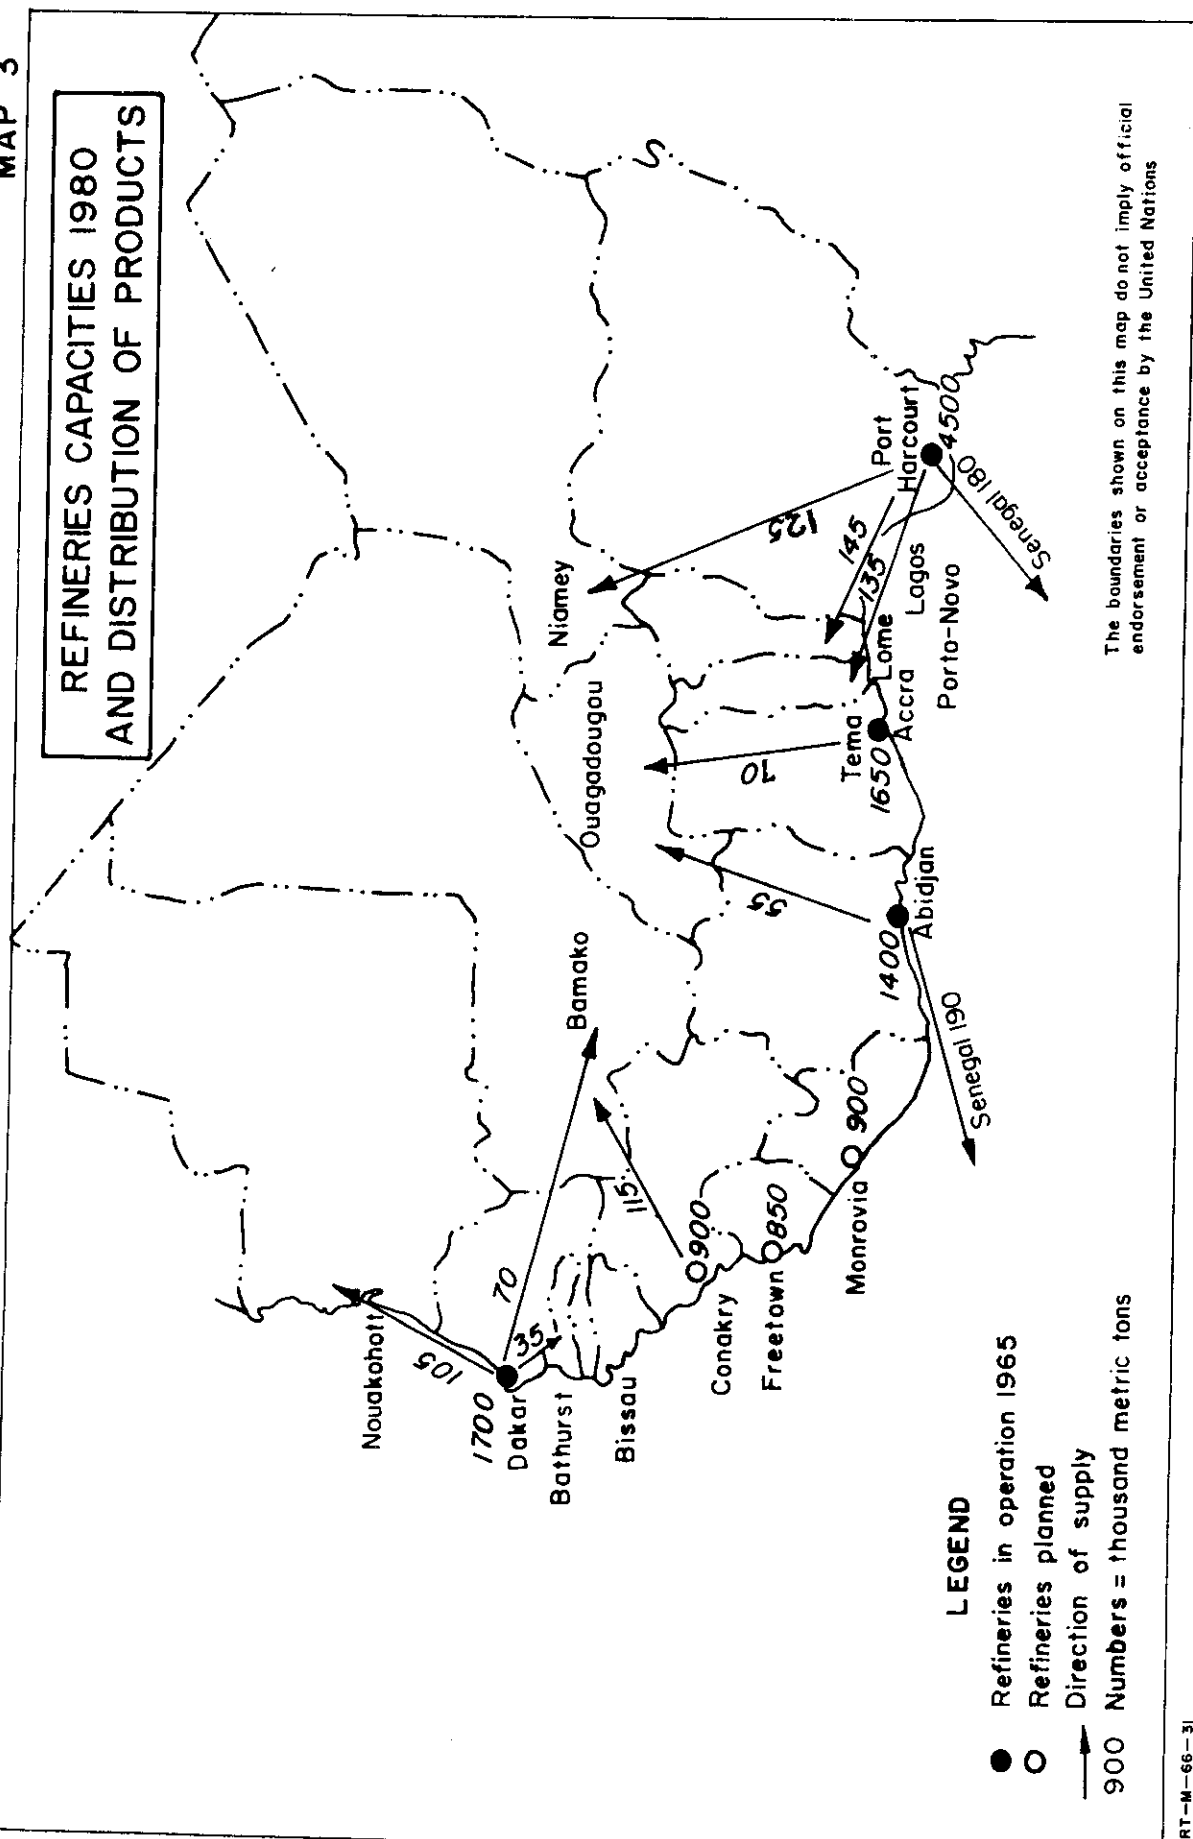 MAP 3
REFINERIES CAPACITIES 1980
AND DISTRIBUTION OF PRODUCTS
Nouakohott
105
1700
Dakar
70
35
Bathurst
Bissau
Bamako
115
900
Conakry
Freetown
850
Monrovia
900
Niamey
Ouagadougou
55
70
125
Tema
1650
Accra
Lome
145
135
Lagos
Porto-Novo
Port
Harcourt
4500
Senegal 180
1400
Abidjan
Senegal 190
LEGEND
Refineries in operation 1965
Refineries planned
Direction of supply
900 Numbers = thousand metric tons
The boundaries shown on this map do not imply official
endorsement or acceptance by the United Nations
RT-M-66-31